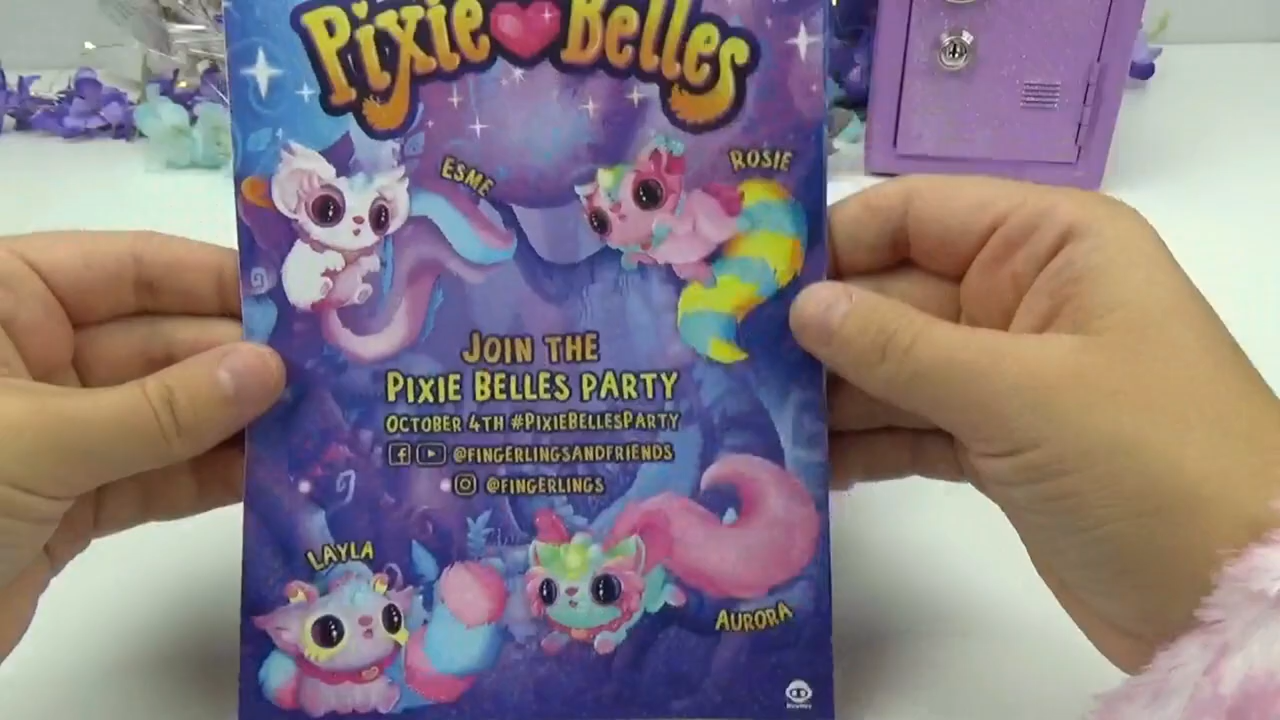 Pixie Belles
ESME
ROSIE
JOIN THE
PIXIE BELLES PARTY
OCTOBER 4TH #PIXIEBELLESPARTY
@FINGERLINGSANDFRIENDS
@FINGERLINGS
LAYLA
AURORA